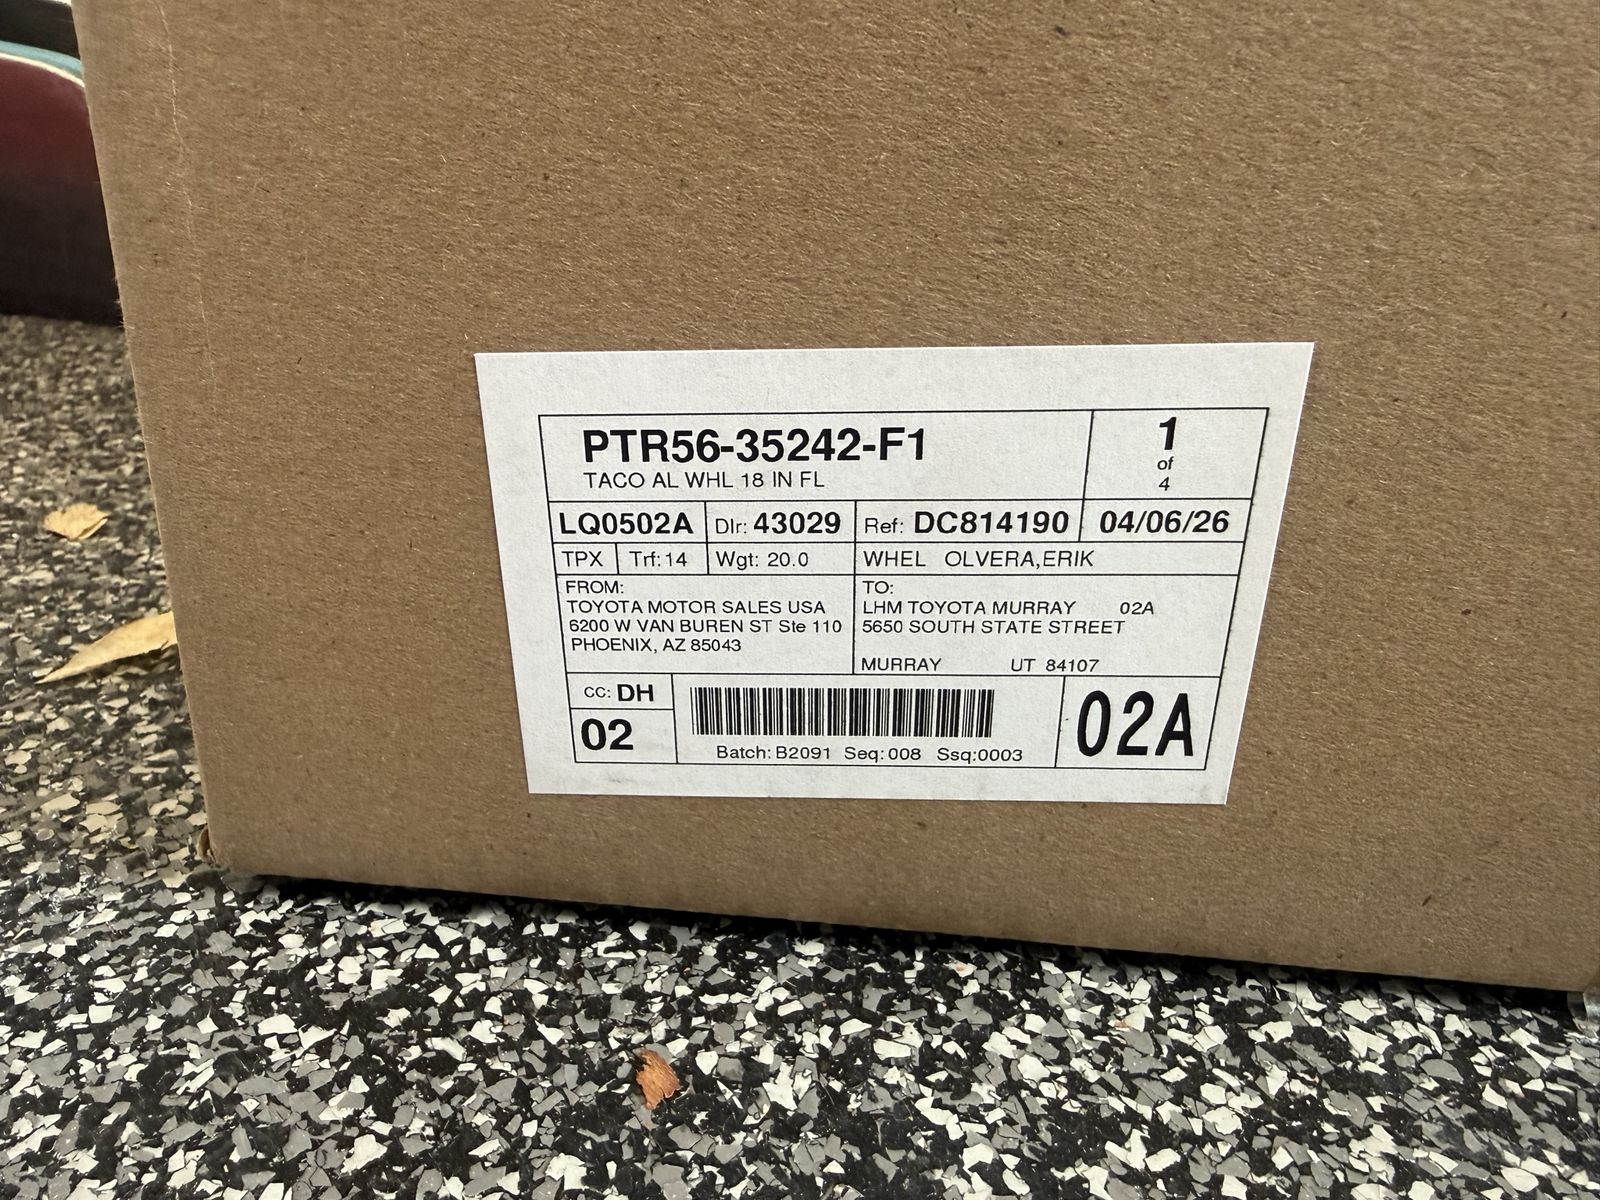 PTR56-35242-F1
TACO AL WHL 18 IN FL
1
of
4
LQ0502A Dlr: 43029 Ref: DC814190 04/06/26
TPX Trf: 14 Wgt: 20.0 WHEL OLVERA,ERIK
FROM:
TOYOTA MOTOR SALES USA
6200 W VAN BUREN ST Ste 110
PHOENIX, AZ 85043
TO:
LHM TOYOTA MURRAY 02A
5650 SOUTH STATE STREET
MURRAY UT 84107
CC: DH
02
Batch: B2091 Seq: 008 Ssq:0003
02A